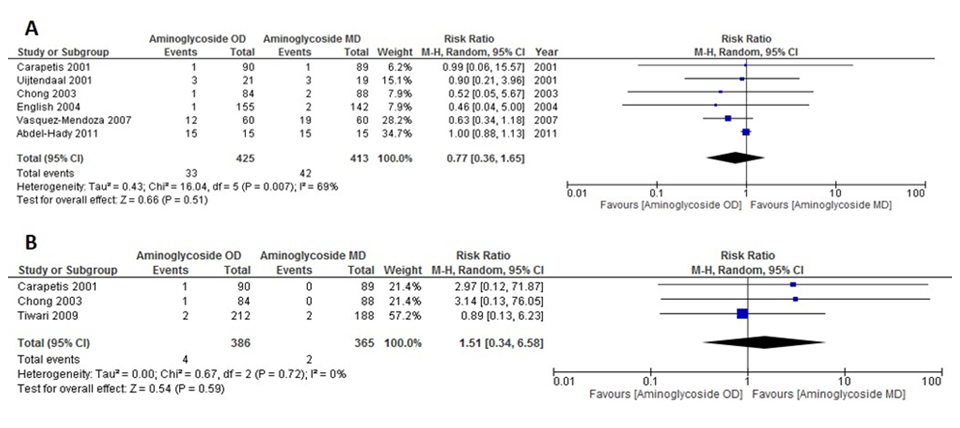 A
Aminoglycoside OD Aminoglycoside MD Risk Ratio Risk Ratio
Study or Subgroup Events Total Events Total Weight M-H, Random, 95% CI Year M-H, Random, 95% CI
Carapetis 2001 1 90 1 89 6.2% 0.99 [0.06, 15.57] 2001
Uijtendaal 2001 3 21 3 19 15.1% 0.90 [0.21, 3.96] 2001
Chong 2003 1 84 2 88 7.9% 0.52 [0.05, 5.67] 2003
English 2004 1 155 2 142 7.9% 0.46 [0.04, 5.00] 2004
Vasquez-Mendoza 2007 12 60 19 60 28.2% 0.63 [0.34, 1.18] 2007
Abdel-Hady 2011 15 15 15 15 34.7% 1.00 [0.88, 1.13] 2011
Total (95% CI) 425 413 100.0% 0.77 [0.36, 1.65]
Total events 33 42
Heterogeneity: Tau² = 0.43; Chi² = 16.04, df = 5 (P = 0.007); I² = 69%
Test for overall effect: Z = 0.66 (P = 0.51)
0.01 0.1 1 10 100
Favours [Aminoglycoside OD] Favours [Aminoglycoside MD]
B
Aminoglycoside OD Aminoglycoside MD Risk Ratio Risk Ratio
Study or Subgroup Events Total Events Total Weight M-H, Random, 95% CI M-H, Random, 95% CI
Carapetis 2001 1 90 0 89 21.4% 2.97 [0.12, 71.87]
Chong 2003 1 84 0 88 21.4% 3.14 [0.13, 76.05]
Tiwari 2009 2 212 2 188 57.2% 0.89 [0.13, 6.23]
Total (95% CI) 386 365 100.0% 1.51 [0.34, 6.58]
Total events 4 2
Heterogeneity: Tau² = 0.00; Chi² = 0.67, df = 2 (P = 0.72); I² = 0%
Test for overall effect: Z = 0.54 (P = 0.59)
0.01 0.1 1 10 100
Favours [Aminoglycoside OD] Favours [Aminoglycoside MD]